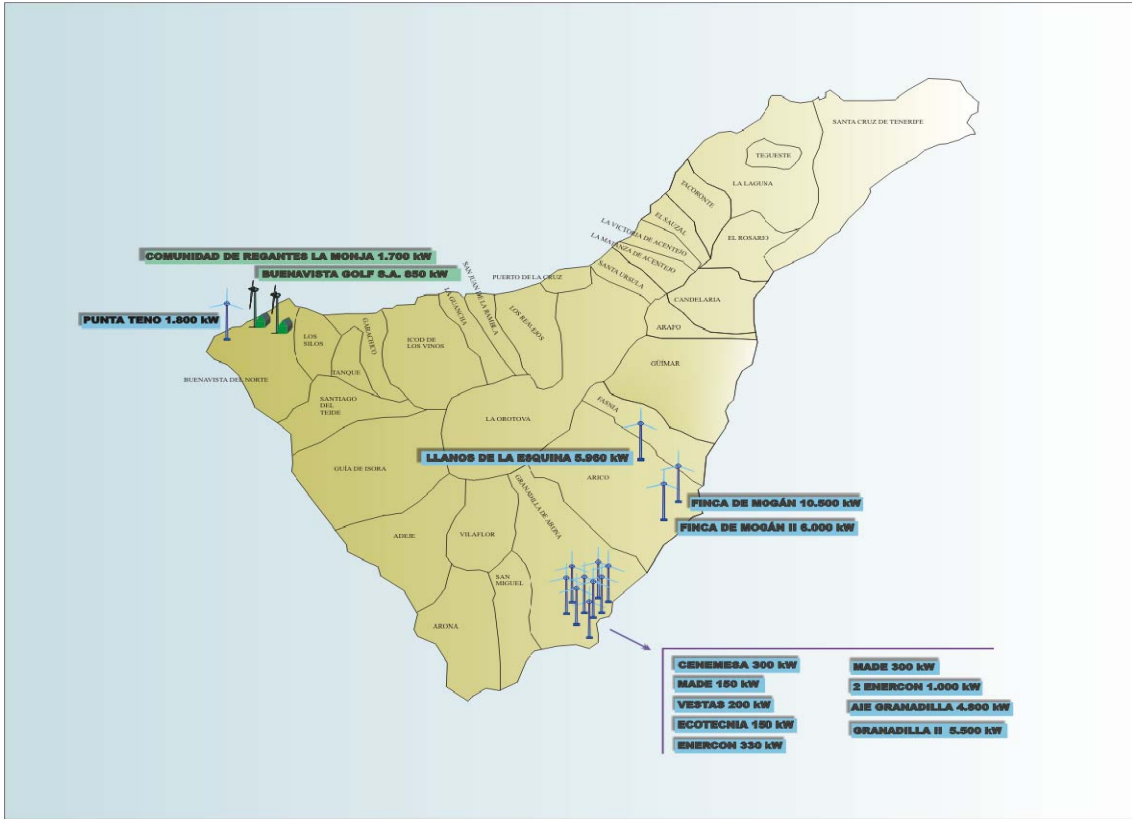 SANTA CRUZ DE TENERIFE
TEGUESTE
LA LAGUNA
TACORONTE
EL SAUZAL
LA VICTORIA DE ACENTEJO
LA MATANZA DE ACENTEJO
EL ROSARIO
COMUNIDAD DE REGANTES LA MONJA 1.700 kW
BUENAVISTA GOLF S.A. 850 kW
PUNTA TENO 1.800 kW
PUERTO DE LA CRUZ
SANTA URSULA
CANDELARIA
ARAFO
SAN JUAN DE LA RAMBLA
LA GUANCHA
LOS REALEJOS
GARACHICO
ICOD DE
LOS VINOS
LOS
SILOS
TANQUE
GÜÍMAR
BUENAVISTA DEL NORTE
SANTIAGO
DEL
TEIDE
FASNIA
LA OROTOVA
LLANOS DE LA ESQUINA 5.960 kW
GUÍA DE ISORA
ARICO
GRANADILLA DE ABONA
FINCA DE MOGÁN 10.500 kW
FINCA DE MOGÁN II 6.000 kW
ADEJE
VILAFLOR
SAN
MIGUEL
ARONA
CENEMESA 300 kW
MADE 150 kW
VESTAS 200 kW
ECOTECNIA 150 kW
ENERCON 330 kW
MADE 300 kW
2 ENERCON 1.000 kW
AIE GRANADILLA 4.800 kW
GRANADILLA II 5.500 kW